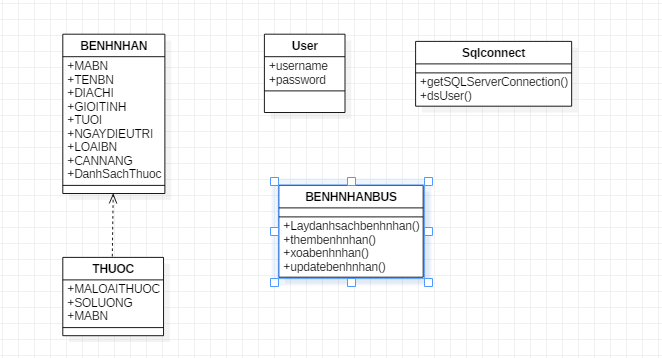 BENHNHAN
+MABN
+TENBN
+DIACHI
+GIOITINH
+TUOI
+NGAYDIEUTRI
+LOAIBN
+CANNANG
+DanhSachThuoc
User
+username
+password
Sqlconnect
+getSQLServerConnection()
+dsUser()
BENHNHANBUS
+Laydanhsachbenhnhan()
+thembenhnhan()
+xoabenhnhan()
+updatebenhnhan()
THUOC
+MALOAITHUOC
+SOLUONG
+MABN